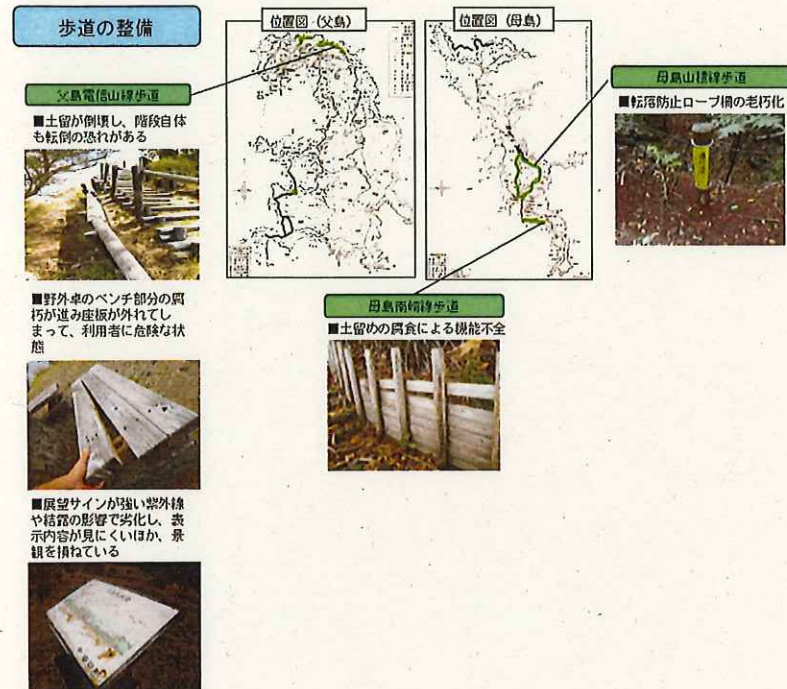 歩道の整備
位置図（父島）
位置図（母島）
父島電信山線歩道
■土留が倒壊し、階段自体
も転倒の恐れがある
■野外卓のベンチ部分の腐
朽が進み座板が外れてし
まって、利用者に危険な状
態
■展望サインが強い紫外線
や結露の影響で劣化し、表
示内容が見にくいほか、景
観を損ねている
母島南崎線歩道
■土留めの腐食による機能不全
母島山稜線歩道
■転落防止ロープ柵の老朽化